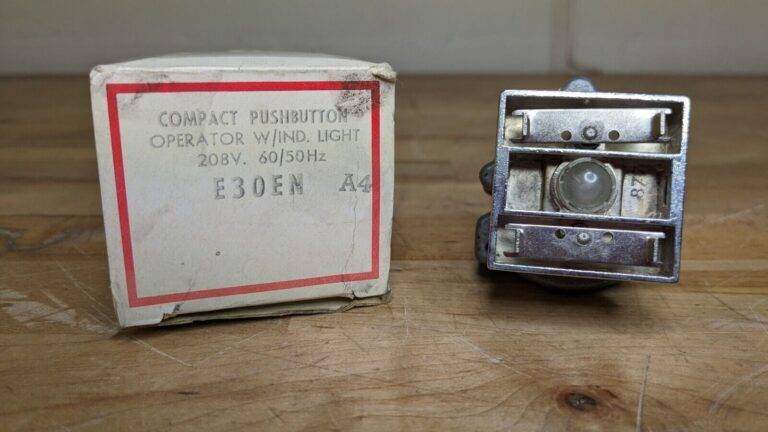 COMPACT PUSHBUTTON
OPERATOR W/IND. LIGHT
208V. 60/50Hz
E30EN A4